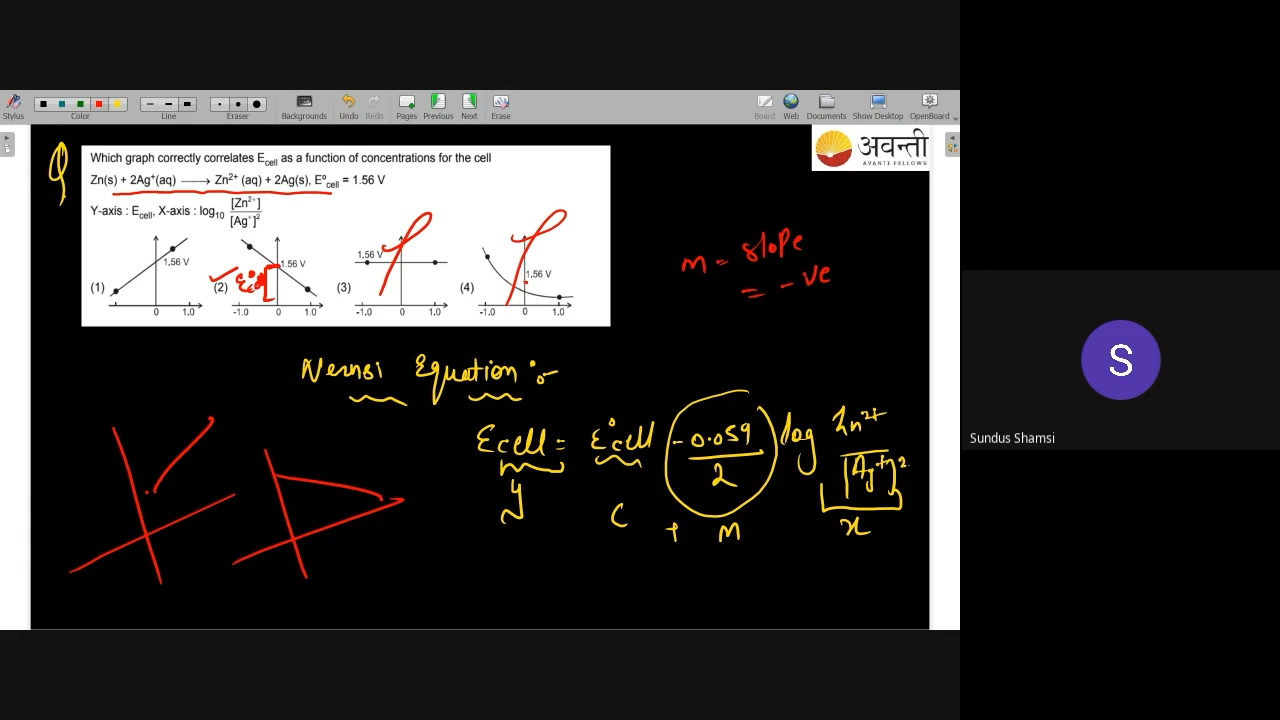 Stylus
Color
Line
Eraser
Backgrounds
Undo
Redo
Pages
Previous
Next
Erase
Board
Web
Documents
Show Desktop
OpenBoard
अवन्ती
AVANTI FELLOWS
Q
Which graph correctly correlates E_cell as a function of concentrations for the cell
Zn(s) + 2Ag⁺(aq) ⟶ Zn²⁺ (aq) + 2Ag(s), E°_cell = 1.56 V
Y-axis : E_cell, X-axis : log₁₀ [Zn²⁺]/[Ag⁺]²
(1) 1.56 V 0 1.0
(2) 1.56 V E°cell -1.0 0 1.0
(3) 1.56 V -1.0 0 1.0
(4) 1.56 V -1.0 0 1.0
m = slope
= -ve
Nernst Equation :-
Ecell = E°cell -0.059/2 log Zn²⁺/[Ag⁺]²
y C + M x
S
Sundus Shamsi